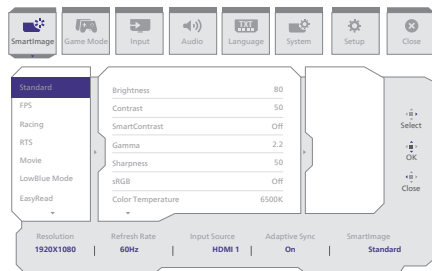 SmartImage Game Mode Input Audio Language System Setup Close
TXT
Standard
FPS
Racing
RTS
Movie
LowBlue Mode
EasyRead
Brightness 80
Contrast 50
SmartContrast Off
Gamma 2.2
Sharpness 50
sRGB Off
Color Temperature 6500K
Select
OK
Close
Resolution Refresh Rate Input Source Adaptive Sync SmartImage
1920X1080 | 60Hz | HDMI 1 | On | Standard